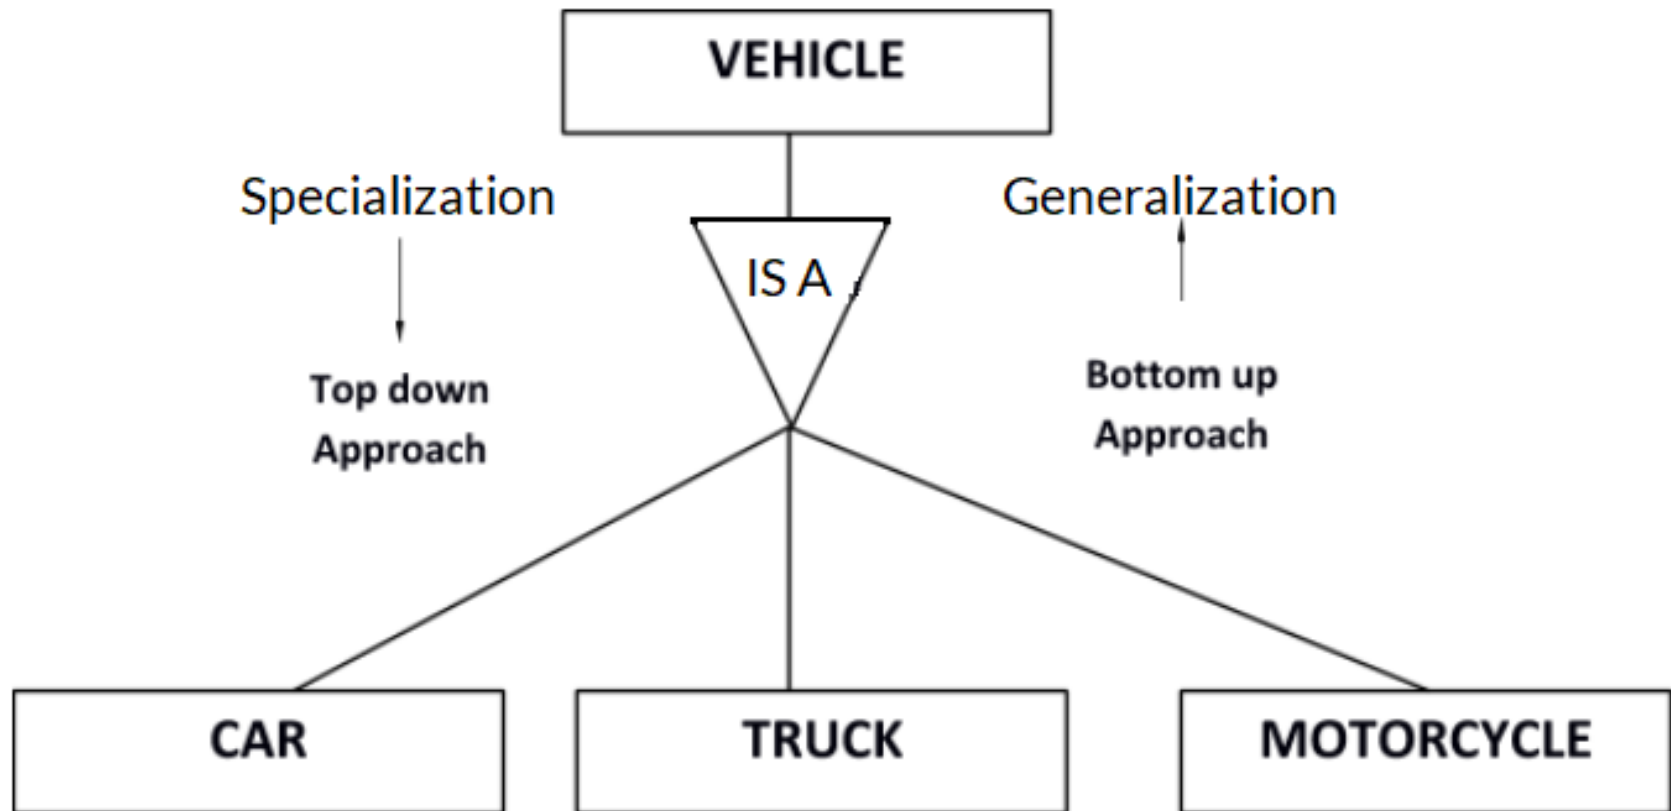 VEHICLE
Specialization
Generalization
IS A
Top down
Approach
Bottom up
Approach
CAR
TRUCK
MOTORCYCLE